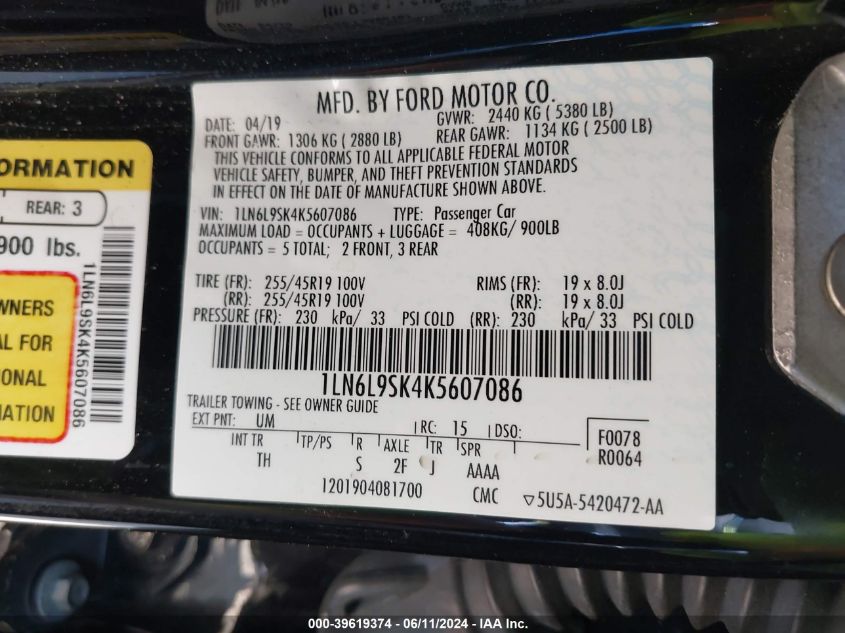 MFD. BY FORD MOTOR CO.
DATE: 04/19 GVWR: 2440 KG ( 5380 LB)
FRONT GAWR: 1306 KG ( 2880 LB) REAR GAWR: 1134 KG ( 2500 LB)
THIS VEHICLE CONFORMS TO ALL APPLICABLE FEDERAL MOTOR
VEHICLE SAFETY, BUMPER, AND THEFT PREVENTION STANDARDS
IN EFFECT ON THE DATE OF MANUFACTURE SHOWN ABOVE.
VIN: 1LN6L9SK4K5607086 TYPE: Passenger Car
MAXIMUM LOAD = OCCUPANTS + LUGGAGE = 408KG/ 900LB
OCCUPANTS = 5 TOTAL; 2 FRONT, 3 REAR
TIRE (FR): 255/45R19 100V RIMS (FR): 19 x 8.0J
(RR): 255/45R19 100V (RR): 19 x 8.0J
PRESSURE (FR): 230 kPa/ 33 PSI COLD (RR): 230 kPa/ 33 PSI COLD
1LN6L9SK4K5607086
TRAILER TOWING - SEE OWNER GUIDE
EXT PNT: UM RC: 15 DSO:
INT TR TP/PS R AXLE TR SPR
TH S 2F J AAAA
F0078
R0064
1201904081700 CMC ▽5U5A-5420472-AA
ORMATION
REAR: 3
900 lbs.
WNERS
AL FOR
TIONAL
MATION
1LN6L9SK4K5607086
000-39619374 - 06/11/2024 - IAA Inc.